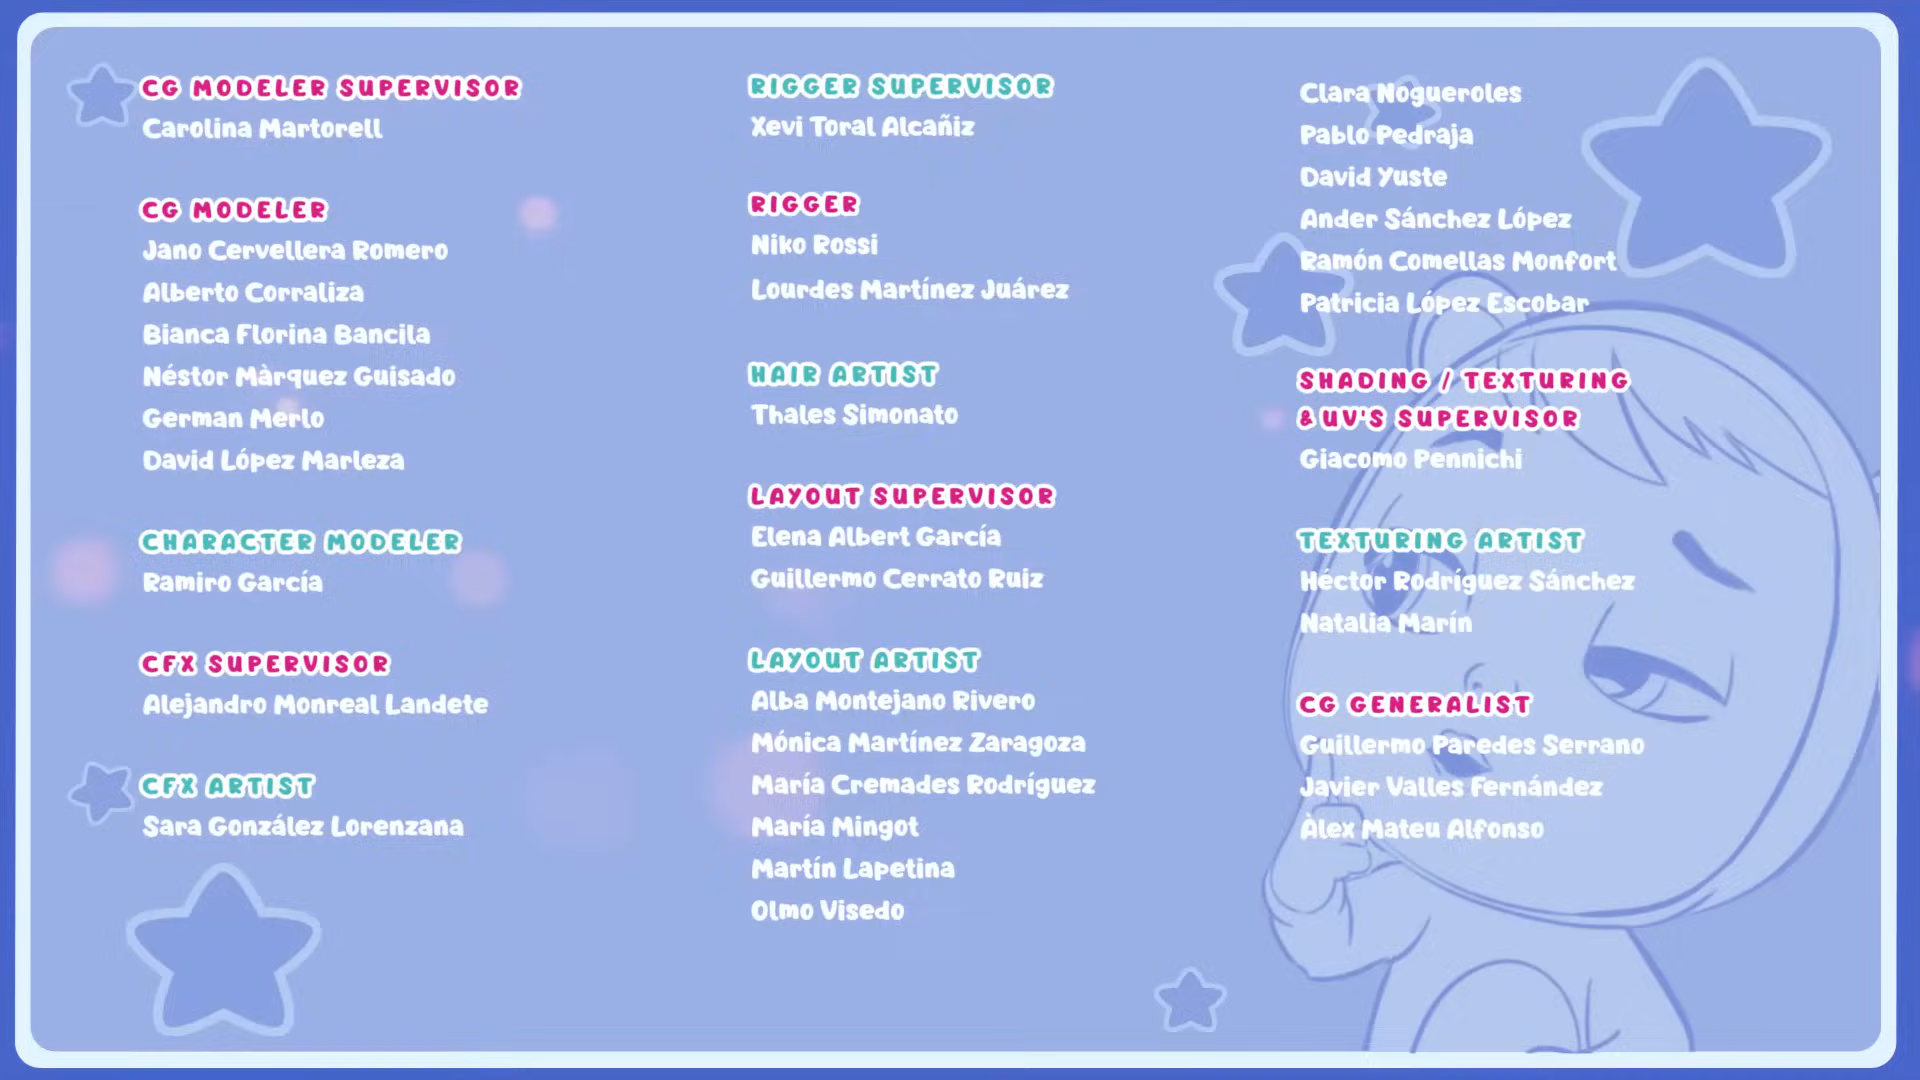 CG MODELER SUPERVISOR
Carolina Martorell
CG MODELER
Jano Cervellera Romero
Alberto Corraliza
Bianca Florina Bancila
Néstor Màrquez Guisado
German Merlo
David López Marleza
CHARACTER MODELER
Ramiro García
CFX SUPERVISOR
Alejandro Monreal Landete
CFX ARTIST
Sara González Lorenzana
RIGGER SUPERVISOR
Xevi Toral Alcañiz
RIGGER
Niko Rossi
Lourdes Martínez Juárez
HAIR ARTIST
Thales Simonato
LAYOUT SUPERVISOR
Elena Albert García
Guillermo Cerrato Ruiz
LAYOUT ARTIST
Alba Montejano Rivero
Mónica Martínez Zaragoza
María Cremades Rodríguez
María Mingot
Martín Lapetina
Olmo Visedo
Clara Nogueroles
Pablo Pedraja
David Yuste
Ander Sánchez López
Ramón Comellas Monfort
Patricia López Escobar
SHADING / TEXTURING
& UV'S SUPERVISOR
Giacomo Pennichi
TEXTURING ARTIST
Héctor Rodríguez Sánchez
Natalia Marín
CG GENERALIST
Guillermo Paredes Serrano
Javier Valles Fernández
Àlex Mateu Alfonso